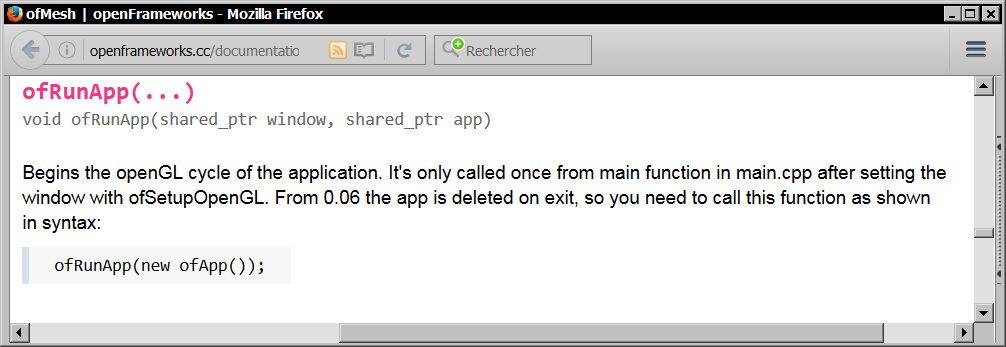 ofMesh | openFrameworks - Mozilla Firefox
openframeworks.cc/documentatio
Rechercher
ofRunApp(...)
void ofRunApp(shared_ptr window, shared_ptr app)
Begins the openGL cycle of the application. It's only called once from main function in main.cpp after setting the
window with ofSetupOpenGL. From 0.06 the app is deleted on exit, so you need to call this function as shown
in syntax:
ofRunApp(new ofApp());